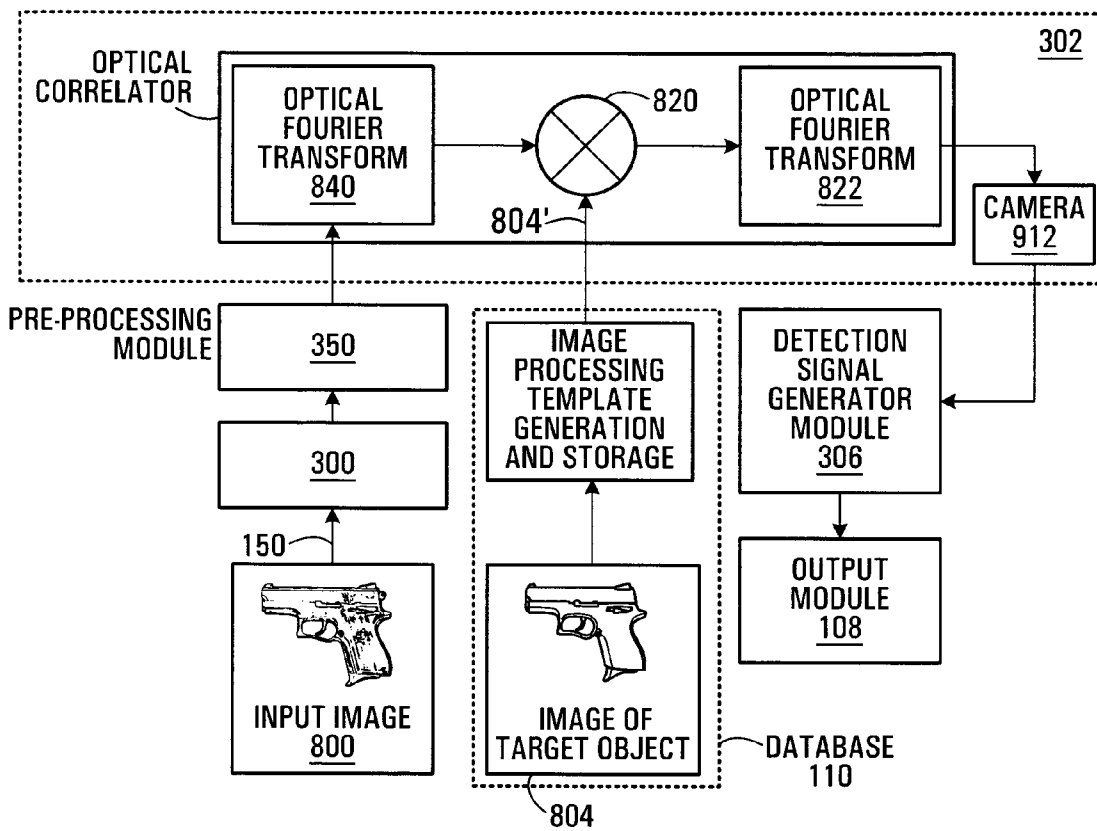 302
OPTICAL
CORRELATOR
OPTICAL
FOURIER
TRANSFORM
840
820
OPTICAL
FOURIER
TRANSFORM
822
804'
CAMERA
912
PRE-PROCESSING
MODULE
350
300
150
INPUT IMAGE
800
IMAGE
PROCESSING
TEMPLATE
GENERATION
AND STORAGE
IMAGE OF
TARGET OBJECT
804
DATABASE
110
DETECTION
SIGNAL
GENERATOR
MODULE
306
OUTPUT
MODULE
108